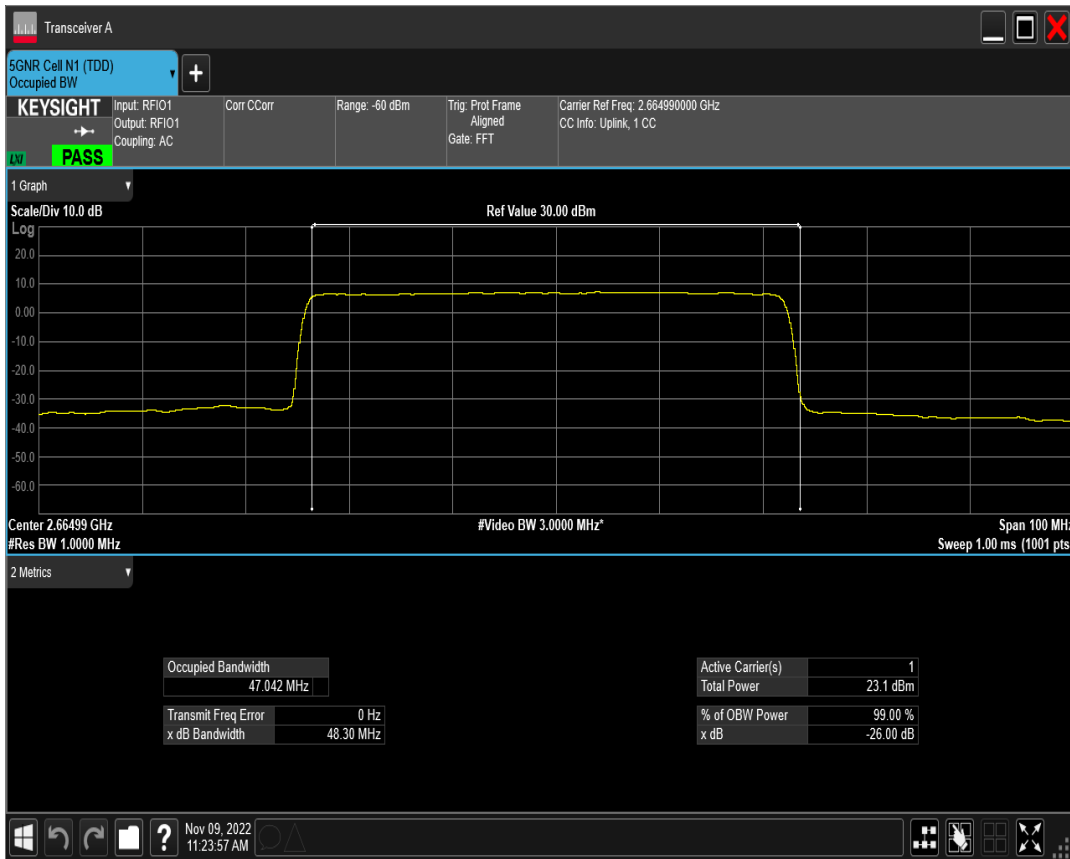 Transceiver A
5GNR Cell N1 (TDD)
Occupied BW
+
KEYSIGHT
LXI
PASS
Input: RFIO1
Output: RFIO1
Coupling: AC
Corr CCorr
Range: -60 dBm
Trig: Prot Frame
Aligned
Gate: FFT
Carrier Ref Freq: 2.664990000 GHz
CC Info: Uplink, 1 CC
1 Graph
Scale/Div 10.0 dB
Ref Value 30.00 dBm
Log
20.0
10.0
0.00
-10.0
-20.0
-30.0
-40.0
-50.0
-60.0
Center 2.66499 GHz
#Video BW 3.0000 MHz*
Span 100 MHz
#Res BW 1.0000 MHz
Sweep 1.00 ms (1001 pts
2 Metrics
Occupied Bandwidth
47.042 MHz
Transmit Freq Error 0 Hz
x dB Bandwidth 48.30 MHz
Active Carrier(s) 1
Total Power 23.1 dBm
% of OBW Power 99.00 %
x dB -26.00 dB
?
Nov 09, 2022
11:23:57 AM